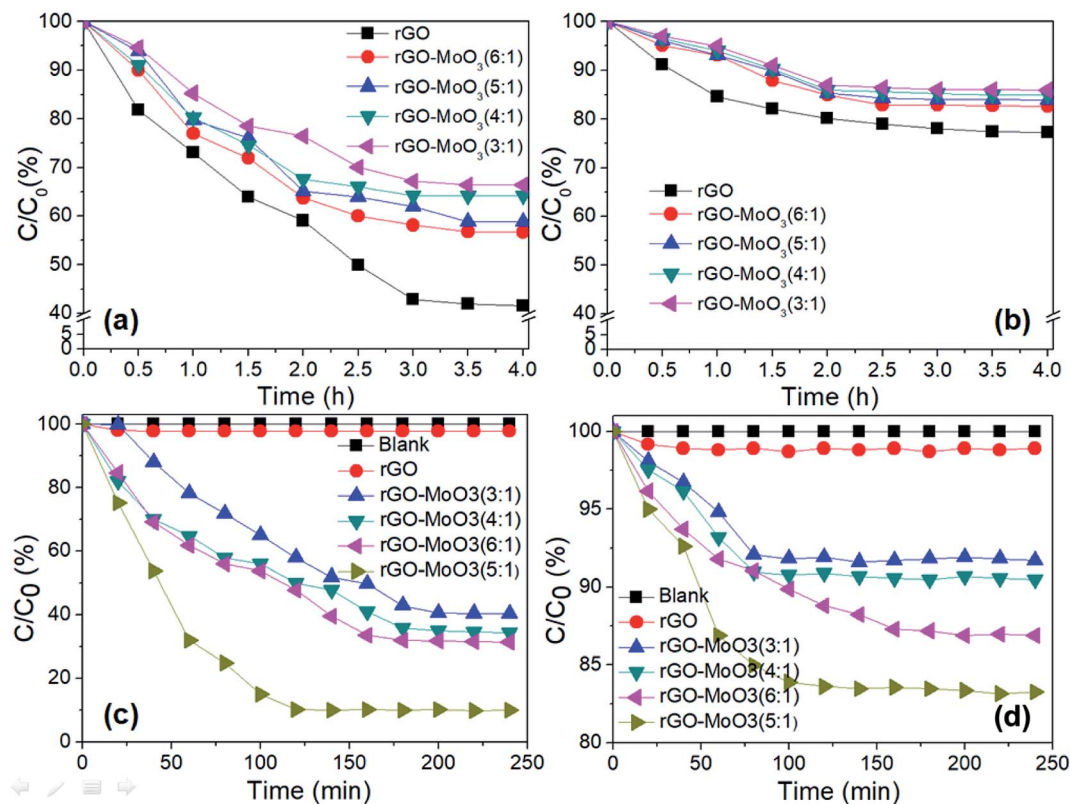 100
90
80
70
60
50
40
5
0
C/C0(%)
rGO
rGO-MoO3(6:1)
rGO-MoO3(5:1)
rGO-MoO3(4:1)
rGO-MoO3(3:1)
(a)
0.0 0.5 1.0 1.5 2.0 2.5 3.0 3.5 4.0
Time (h)
100
90
80
70
60
50
40
5
0
C/C0(%)
rGO
rGO-MoO3(6:1)
rGO-MoO3(5:1)
rGO-MoO3(4:1)
rGO-MoO3(3:1)
(b)
0.0 0.5 1.0 1.5 2.0 2.5 3.0 3.5 4.0
Time (h)
100
80
60
40
20
0
C/C0 (%)
Blank
rGO
rGO-MoO3(3:1)
rGO-MoO3(4:1)
rGO-MoO3(6:1)
rGO-MoO3(5:1)
(c)
0 50 100 150 200 250
Time (min)
100
95
90
85
80
C/C0 (%)
Blank
rGO
rGO-MoO3(3:1)
rGO-MoO3(4:1)
rGO-MoO3(6:1)
rGO-MoO3(5:1)
(d)
0 50 100 150 200 250
Time (min)